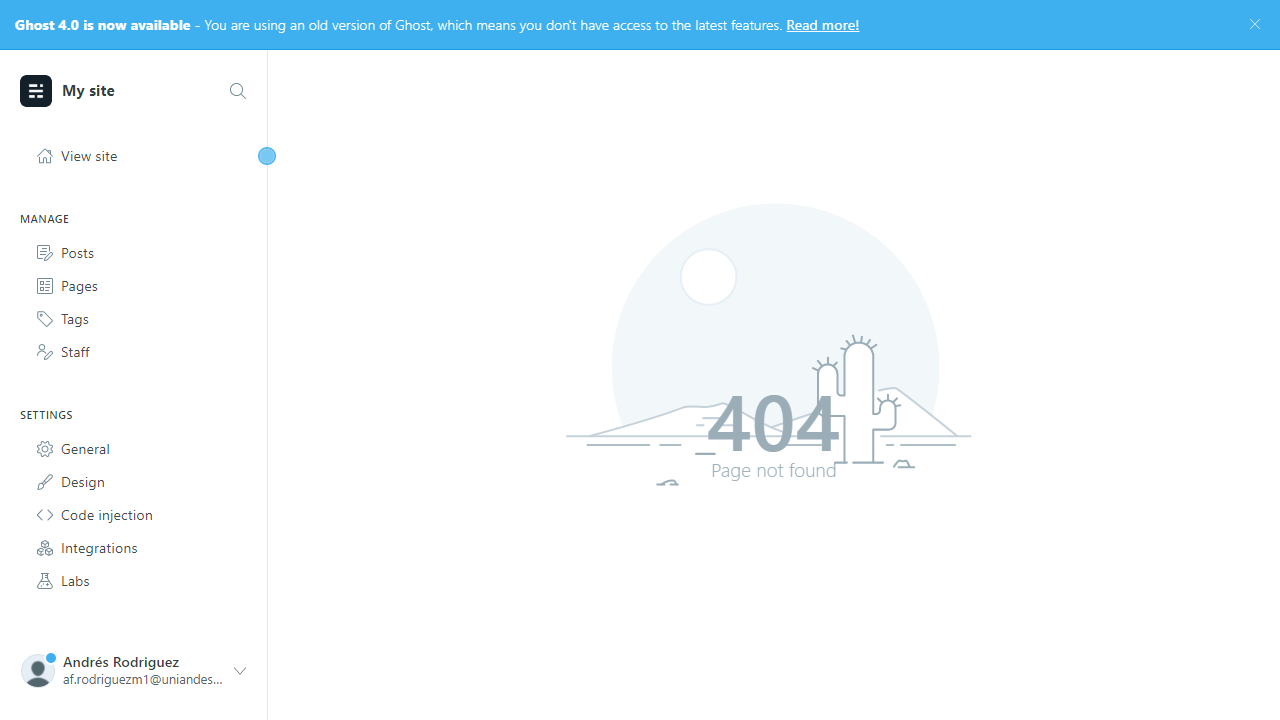 Ghost 4.0 is now available - You are using an old version of Ghost, which means you don't have access to the latest features. Read more!
My site
View site
MANAGE
Posts
Pages
Tags
Staff
SETTINGS
General
Design
Code injection
Integrations
Labs
Andrés Rodriguez
af.rodriguezm1@uniandes...
404
Page not found